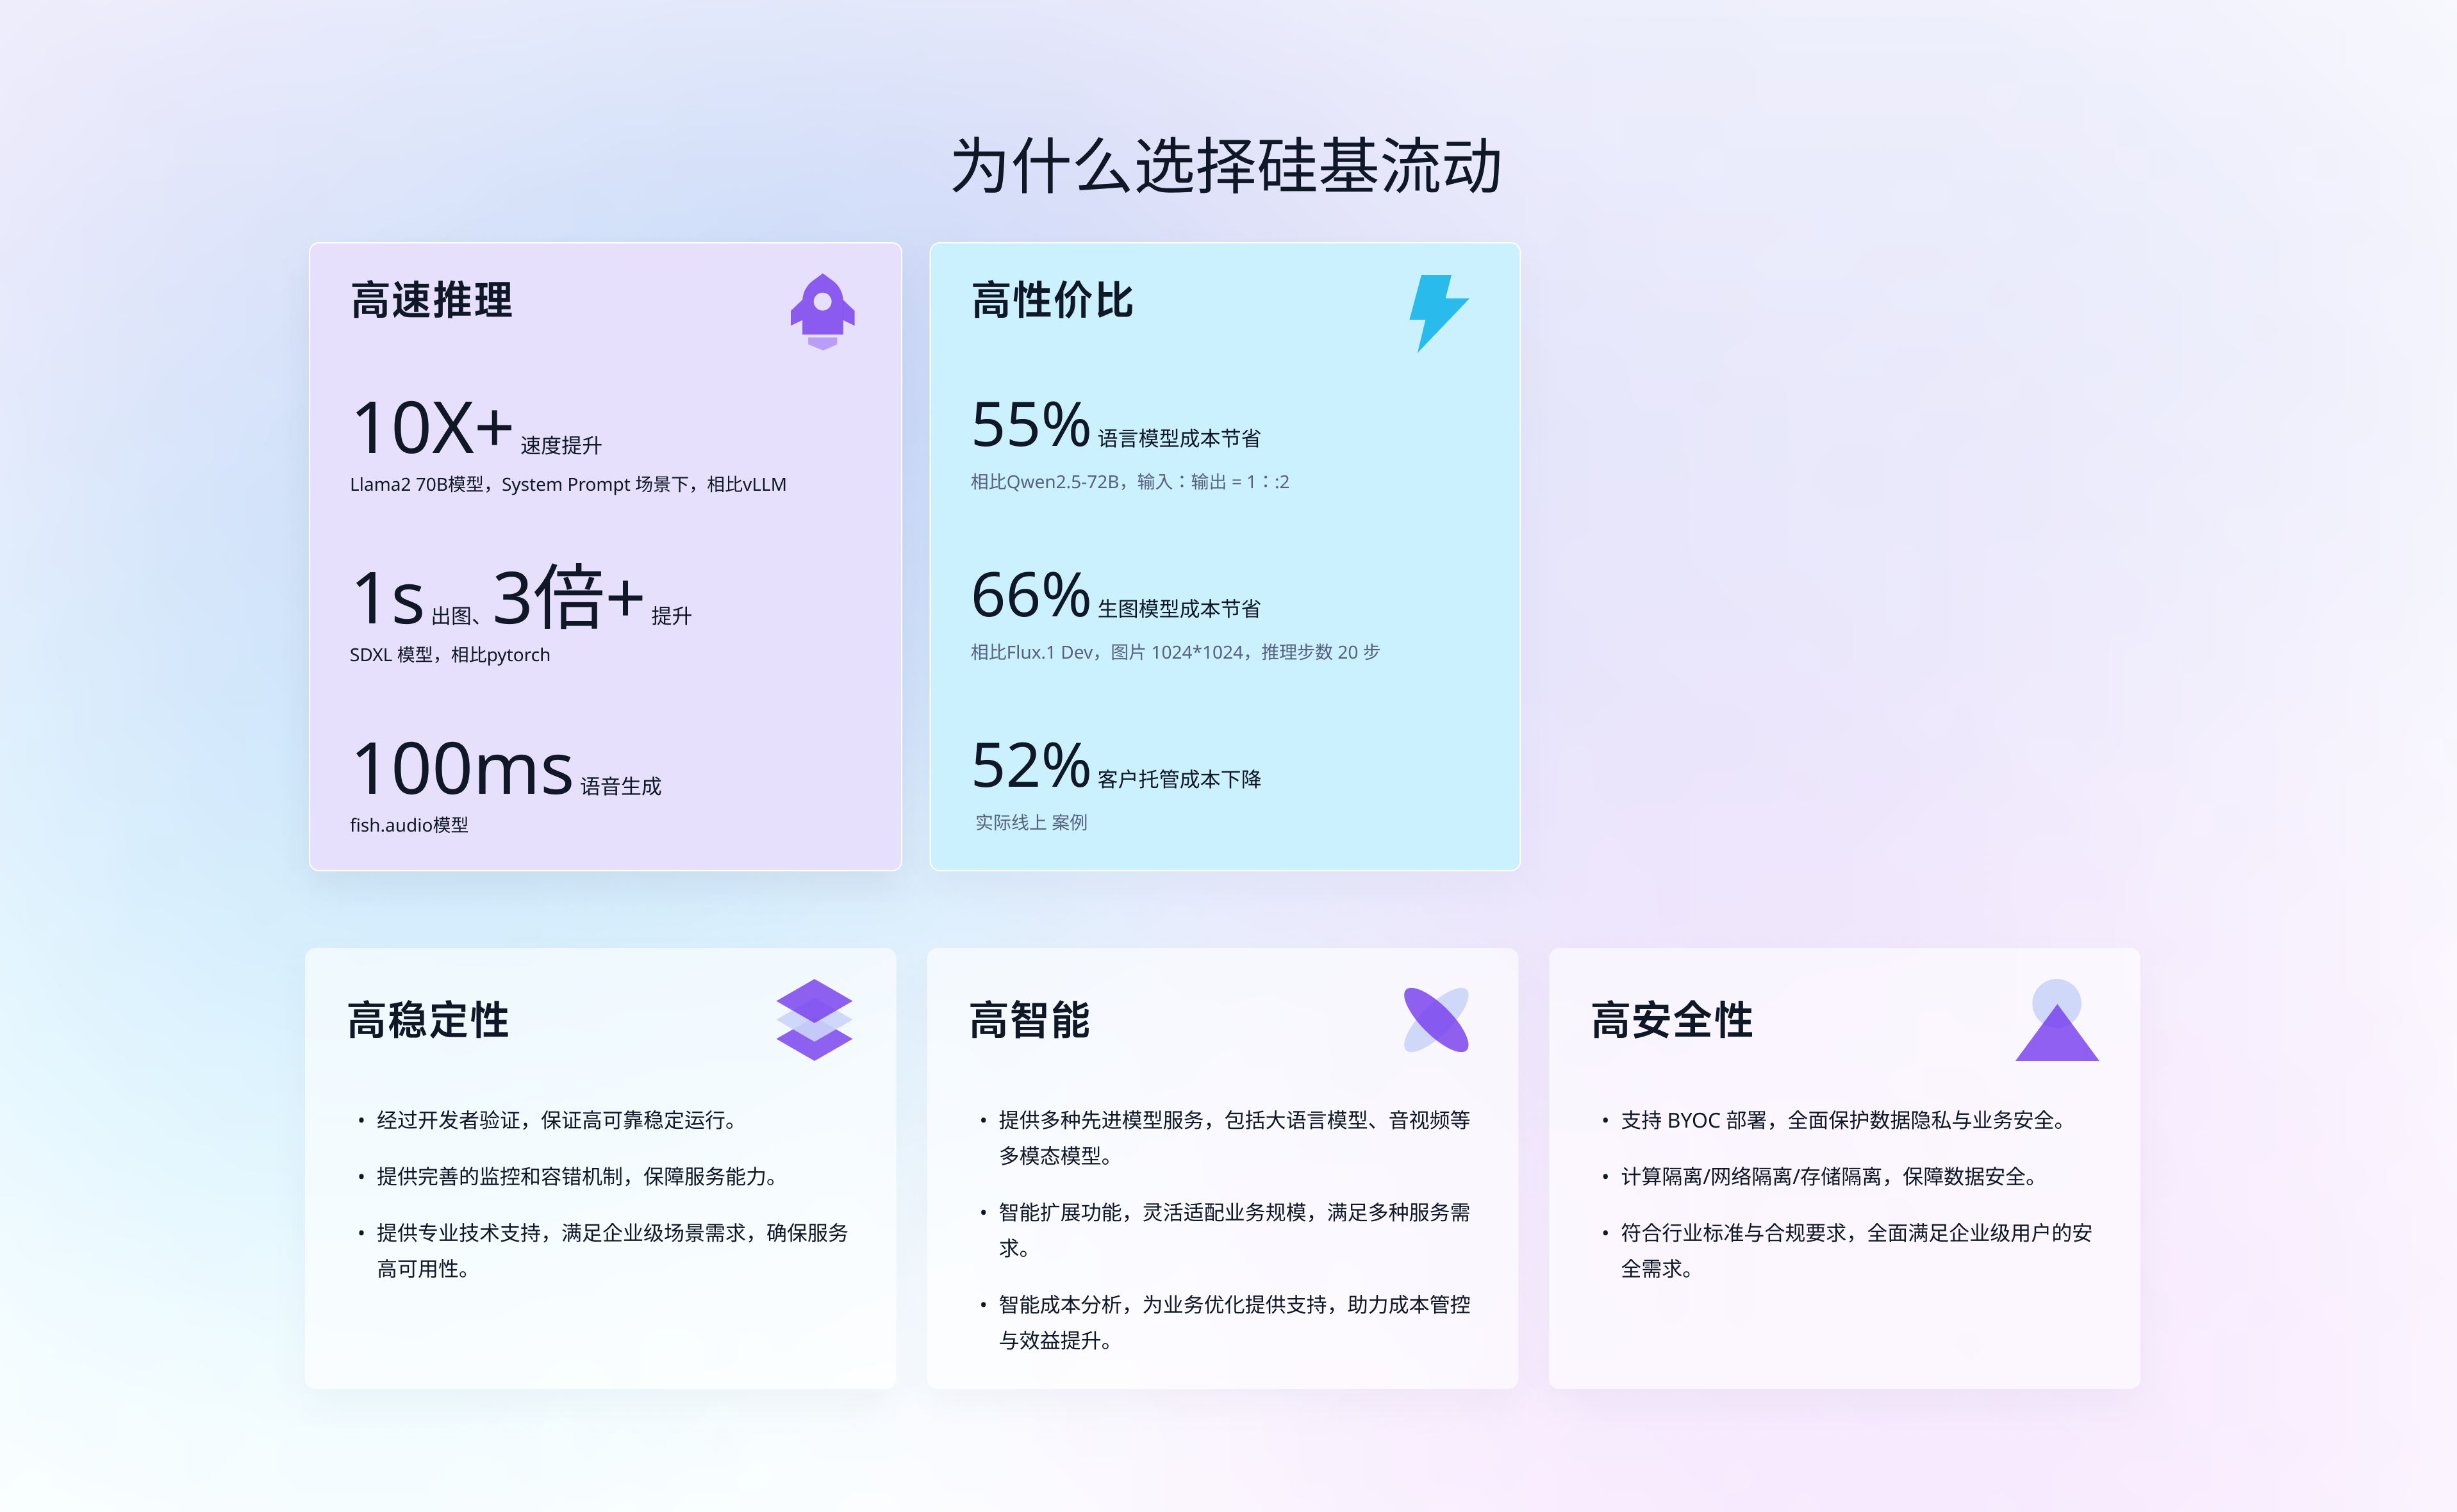 为什么选择硅基流动
高速推理
10X+ 速度提升
Llama2 70B模型，System Prompt 场景下，相比vLLM
1s 出图、3倍+ 提升
SDXL 模型，相比pytorch
100ms 语音生成
fish.audio模型
高性价比
55% 语言模型成本节省
相比Qwen2.5-72B，输入：输出 = 1：:2
66% 生图模型成本节省
相比Flux.1 Dev，图片 1024*1024，推理步数 20 步
52% 客户托管成本下降
实际线上 案例
高稳定性
• 经过开发者验证，保证高可靠稳定运行。
• 提供完善的监控和容错机制，保障服务能力。
• 提供专业技术支持，满足企业级场景需求，确保服务
高可用性。
高智能
• 提供多种先进模型服务，包括大语言模型、音视频等
多模态模型。
• 智能扩展功能，灵活适配业务规模，满足多种服务需
求。
• 智能成本分析，为业务优化提供支持，助力成本管控
与效益提升。
高安全性
• 支持 BYOC 部署，全面保护数据隐私与业务安全。
• 计算隔离/网络隔离/存储隔离，保障数据安全。
• 符合行业标准与合规要求，全面满足企业级用户的安
全需求。